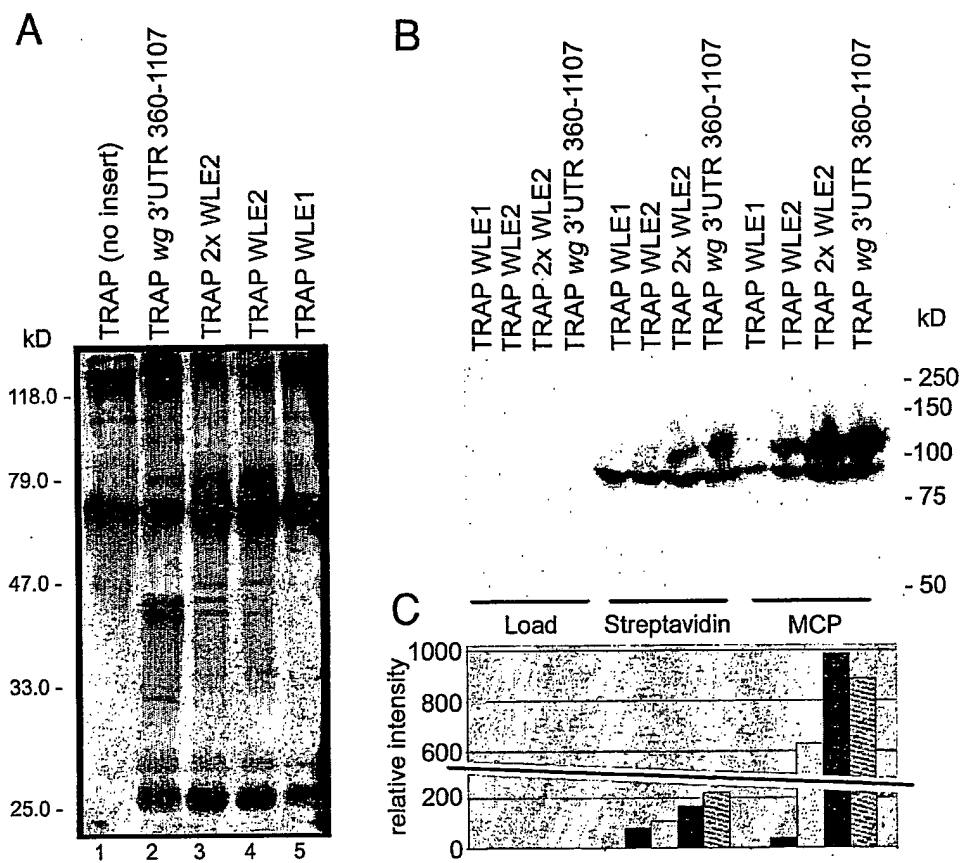 A
TRAP (no insert)
TRAP wg 3'UTR 360-1107
TRAP 2x WLE2
TRAP WLE2
TRAP WLE1
kD
118.0 -
79.0 -
47.0 -
33.0 -
25.0 -
1 2 3 4 5
B
TRAP WLE1
TRAP WLE2
TRAP 2x WLE2
TRAP wg 3'UTR 360-1107
TRAP WLE1
TRAP WLE2
TRAP 2x WLE2
TRAP wg 3'UTR 360-1107
TRAP WLE1
TRAP WLE2
TRAP 2x WLE2
TRAP wg 3'UTR 360-1107
kD
- 250
-150
-100
- 75
- 50
Load Streptavidin MCP
C
relative intensity
1000
800
600
200
0